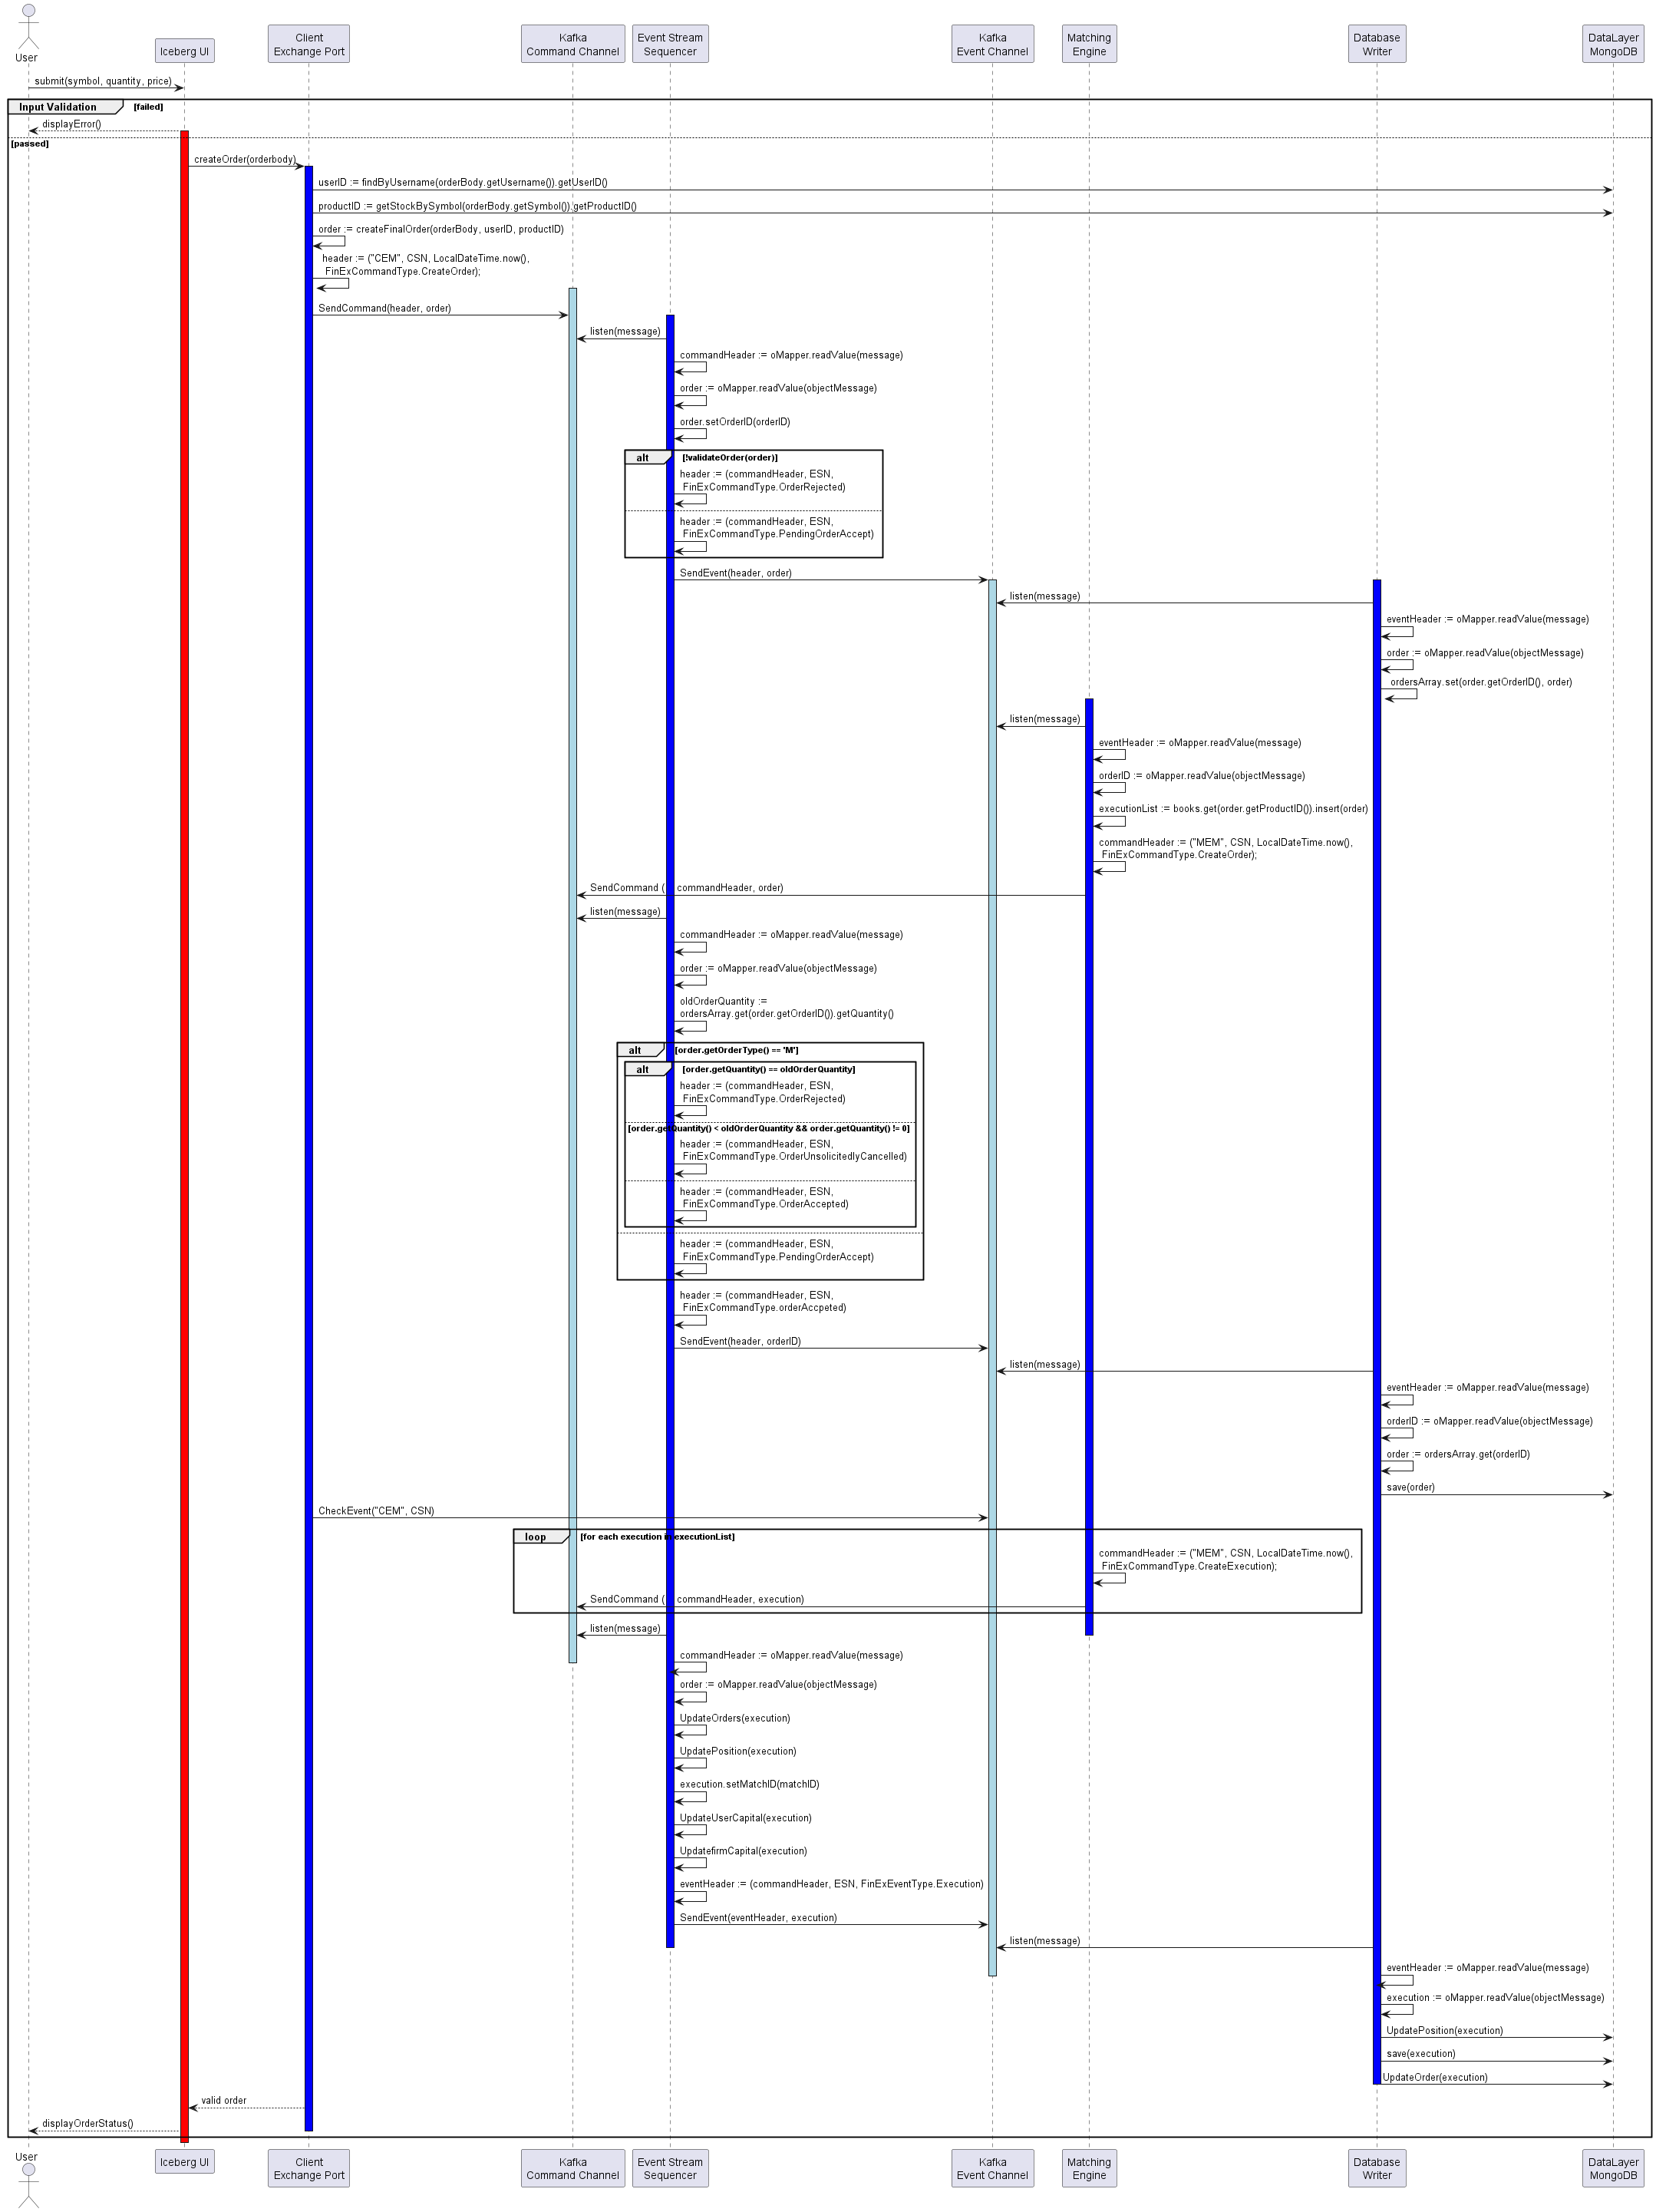 User
Iceberg UI
Client
Exchange Port
Kafka
Command Channel
Event Stream
Sequencer
Kafka
Event Channel
Matching
Engine
Database
Writer
DataLayer
MongoDB
submit(symbol, quantity, price)
Input Validation
[failed]
displayError()
[passed]
createOrder(orderbody)
userID := findByUsername(orderBody.getUsername()).getUserID()
productID := getStockBySymbol(orderBody.getSymbol()).getProductID()
order := createFinalOrder(orderBody, userID, productID)
header := ("CEM", CSN, LocalDateTime.now(),
FinExCommandType.CreateOrder);
SendCommand(header, order)
listen(message)
commandHeader := oMapper.readValue(message)
order := oMapper.readValue(objectMessage)
order.setOrderID(orderID)
alt
[!validateOrder(order)]
header := (commandHeader, ESN,
FinExCommandType.OrderRejected)
header := (commandHeader, ESN,
FinExCommandType.PendingOrderAccept)
SendEvent(header, order)
listen(message)
eventHeader := oMapper.readValue(message)
order := oMapper.readValue(objectMessage)
ordersArray.set(order.getOrderID(), order)
listen(message)
eventHeader := oMapper.readValue(message)
orderID := oMapper.readValue(objectMessage)
executionList := books.get(order.getProductID()).insert(order)
commandHeader := ("MEM", CSN, LocalDateTime.now(),
FinExCommandType.CreateOrder);
SendCommand ( commandHeader, order)
listen(message)
commandHeader := oMapper.readValue(message)
order := oMapper.readValue(objectMessage)
oldOrderQuantity :=
ordersArray.get(order.getOrderID()).getQuantity()
alt
[order.getOrderType() == 'M']
alt
[order.getQuantity() == oldOrderQuantity]
header := (commandHeader, ESN,
FinExCommandType.OrderRejected)
[order.getQuantity() < oldOrderQuantity && order.getQuantity() != 0]
header := (commandHeader, ESN,
FinExCommandType.OrderUnsolicitedlyCancelled)
header := (commandHeader, ESN,
FinExCommandType.OrderAccepted)
header := (commandHeader, ESN,
FinExCommandType.PendingOrderAccept)
header := (commandHeader, ESN,
FinExCommandType.orderAccpeted)
SendEvent(header, orderID)
listen(message)
eventHeader := oMapper.readValue(message)
orderID := oMapper.readValue(objectMessage)
order := ordersArray.get(orderID)
save(order)
CheckEvent("CEM", CSN)
loop
[for each execution in executionList]
commandHeader := ("MEM", CSN, LocalDateTime.now(),
FinExCommandType.CreateExecution);
SendCommand ( commandHeader, execution)
listen(message)
commandHeader := oMapper.readValue(message)
order := oMapper.readValue(objectMessage)
UpdateOrders(execution)
UpdatePosition(execution)
execution.setMatchID(matchID)
UpdateUserCapital(execution)
UpdatefirmCapital(execution)
eventHeader := (commandHeader, ESN, FinExEventType.Execution)
SendEvent(eventHeader, execution)
listen(message)
eventHeader := oMapper.readValue(message)
execution := oMapper.readValue(objectMessage)
UpdatePosition(execution)
save(execution)
UpdateOrder(execution)
valid order
displayOrderStatus()
User
Iceberg UI
Client
Exchange Port
Kafka
Command Channel
Event Stream
Sequencer
Kafka
Event Channel
Matching
Engine
Database
Writer
DataLayer
MongoDB